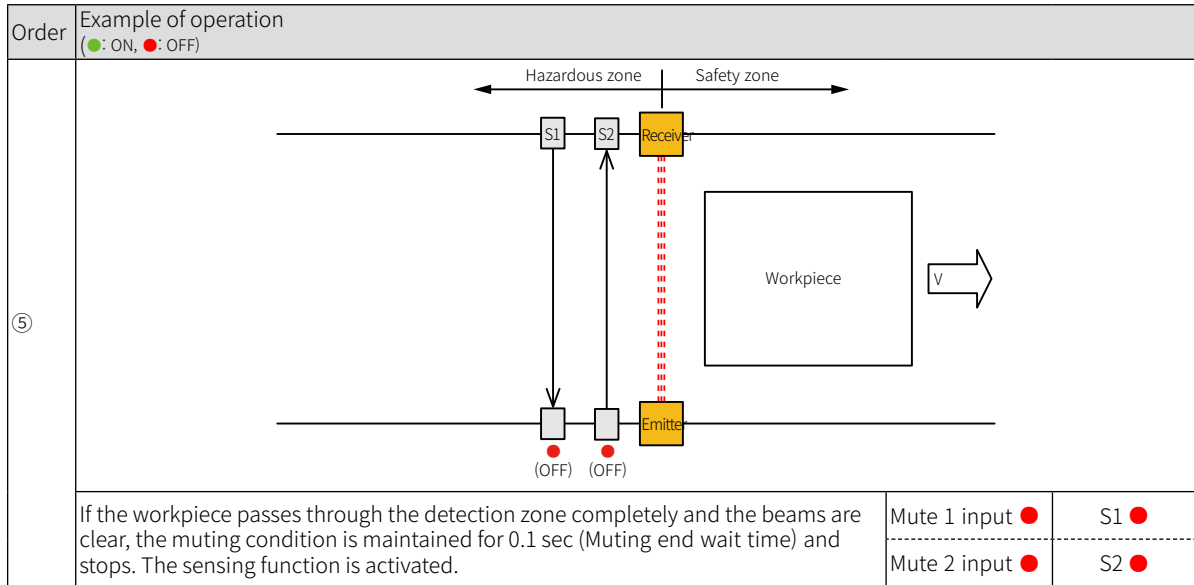 Order
Example of operation
(●: ON, ●: OFF)
⑤
Hazardous zone
Safety zone
S1
S2
Receiver
Workpiece
V
Emitter
(OFF)
(OFF)
If the workpiece passes through the detection zone completely and the beams are
clear, the muting condition is maintained for 0.1 sec (Muting end wait time) and
stops. The sensing function is activated.
Mute 1 input ●
S1 ●
Mute 2 input ●
S2 ●